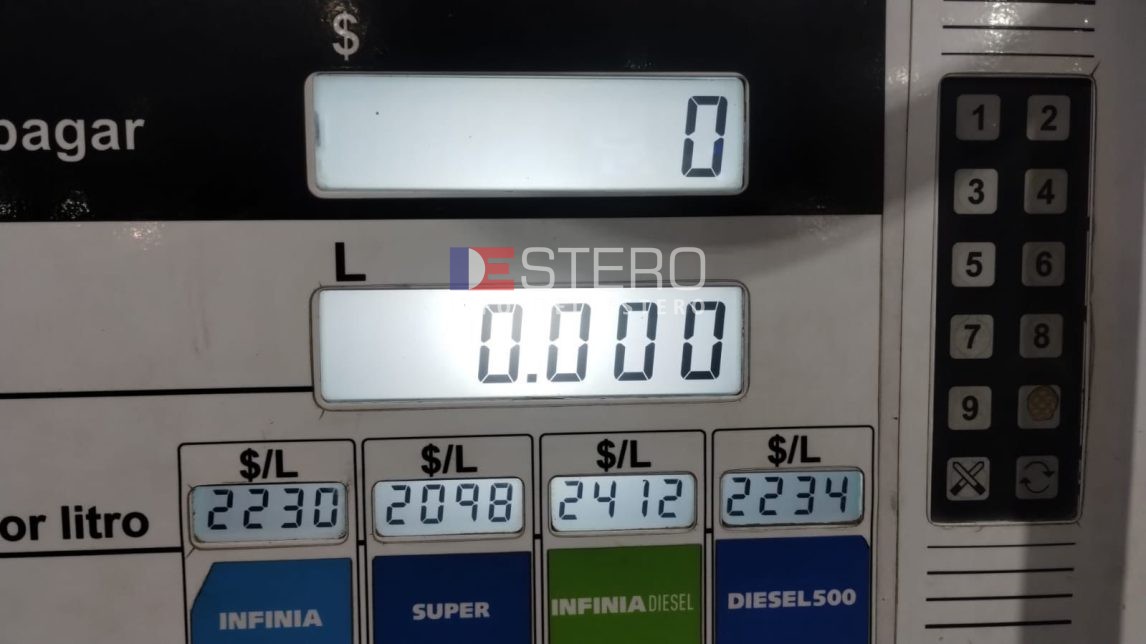 $
pagar
0
L
DESTERO
0.000
$/L $/L $/L $/L
or litro
2230 2098 2412 2234
INFINIA SUPER INFINIA DIESEL DIESEL500
1 2
3 4
5 6
7 8
9